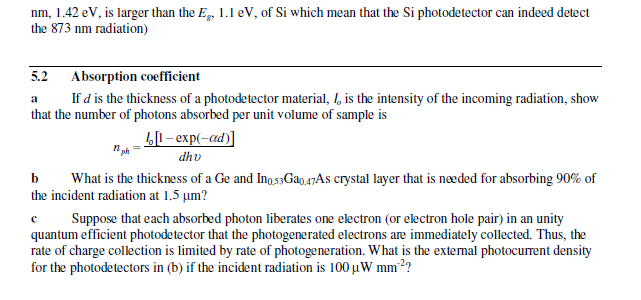 nm, 1.42 eV, is larger than the Eg, 1.1 eV, of Si which mean that the Si photodetector can indeed detect
the 873 nm radiation)
5.2 Absorption coefficient
a If d is the thickness of a photodetector material, Io is the intensity of the incoming radiation, show
that the number of photons absorbed per unit volume of sample is
nph = Io[1 − exp(−αd)] / dhυ
b What is the thickness of a Ge and In0.53Ga0.47As crystal layer that is needed for absorbing 90% of
the incident radiation at 1.5 μm?
c Suppose that each absorbed photon liberates one electron (or electron hole pair) in an unity
quantum efficient photodetector that the photogenerated electrons are immediately collected. Thus, the
rate of charge collection is limited by rate of photogeneration. What is the external photocurrent density
for the photodetectors in (b) if the incident radiation is 100 μW mm⁻²?